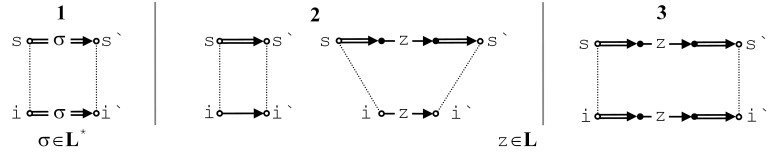 1 2 3
s σ s` s s` s z s` s z s`
i σ i` i i` i z i` i z i`
σ∈L* z∈L